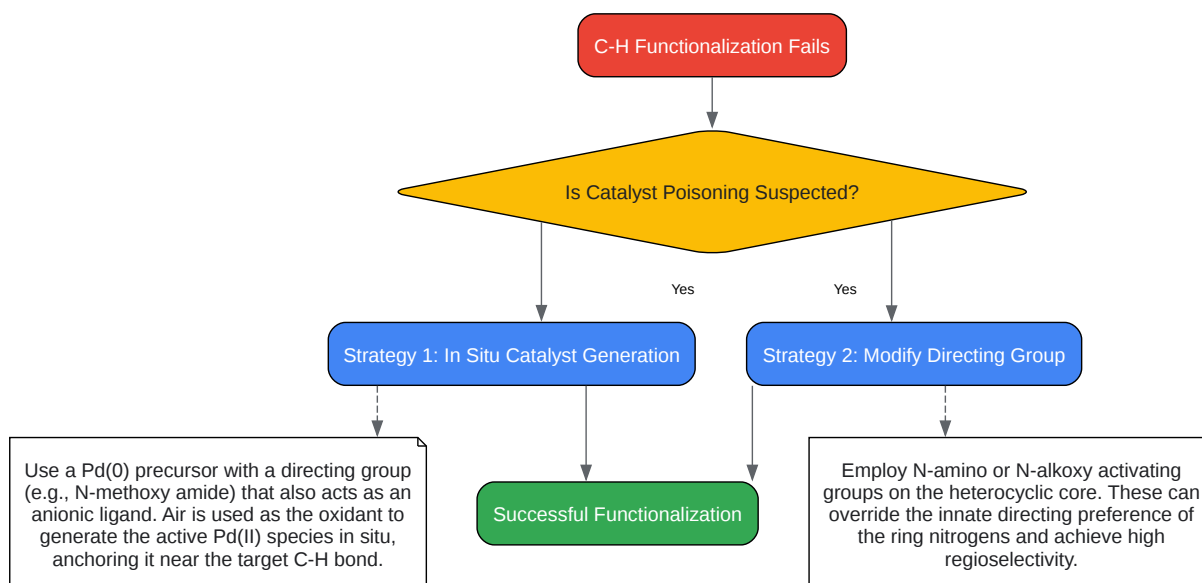 C-H Functionalization Fails
Is Catalyst Poisoning Suspected?
Yes
Yes
Strategy 1: In Situ Catalyst Generation
Strategy 2: Modify Directing Group
Use a Pd(0) precursor with a directing group
(e.g., N-methoxy amide) that also acts as an
anionic ligand. Air is used as the oxidant to
generate the active Pd(II) species in situ,
anchoring it near the target C-H bond.
Successful Functionalization
Employ N-amino or N-alkoxy activating
groups on the heterocyclic core. These can
override the innate directing preference of
the ring nitrogens and achieve high
regioselectivity.